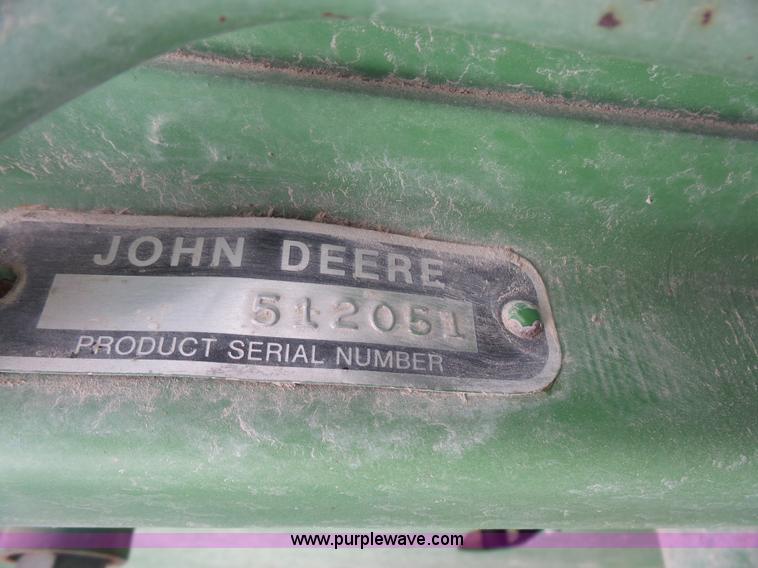 JOHN DEERE
512051
PRODUCT SERIAL NUMBER
www.purplewave.com